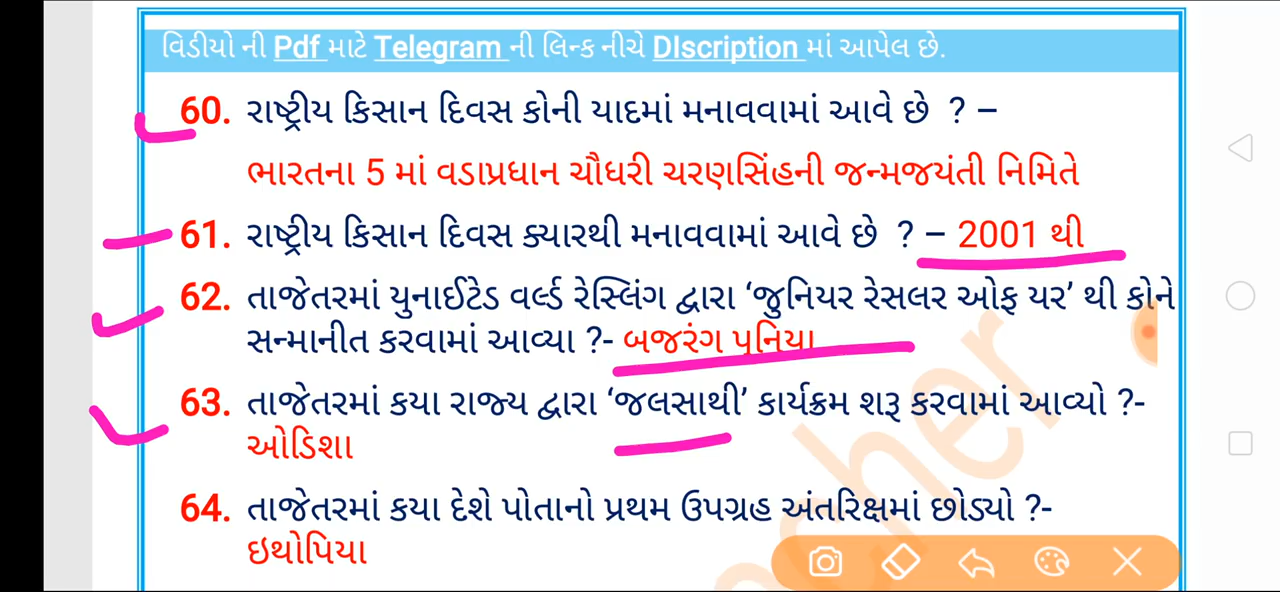 વિડીયો ની Pdf માટે Telegram ની લિન્ક નીચે DIscription માં આપેલ છે.
60. રાષ્ટ્રીય કિસાન દિવસ કોની યાદમાં મનાવવામાં આવે છે ? –
ભારતના 5 માં વડાપ્રધાન ચૌધરી ચરણસિંહની જન્મજયંતી નિમિતે
61. રાષ્ટ્રીય કિસાન દિવસ ક્યારથી મનાવવામાં આવે છે ? – 2001 થી
62. તાજેતરમાં યુનાઈટેડ વર્લ્ડ રેસ્લિંગ દ્વારા ‘જુનિયર રેસલર ઓફ યર’ થી કોને
સન્માનીત કરવામાં આવ્યા ?- બજરંગ પૂનિયા
63. તાજેતરમાં કયા રાજ્ય દ્વારા ‘જલસાથી’ કાર્યક્રમ શરૂ કરવામાં આવ્યો ?-
ઓડિશા
64. તાજેતરમાં કયા દેશે પોતાનો પ્રથમ ઉપગ્રહ અંતરિક્ષમાં છોડ્યો ?-
ઇથોપિયા